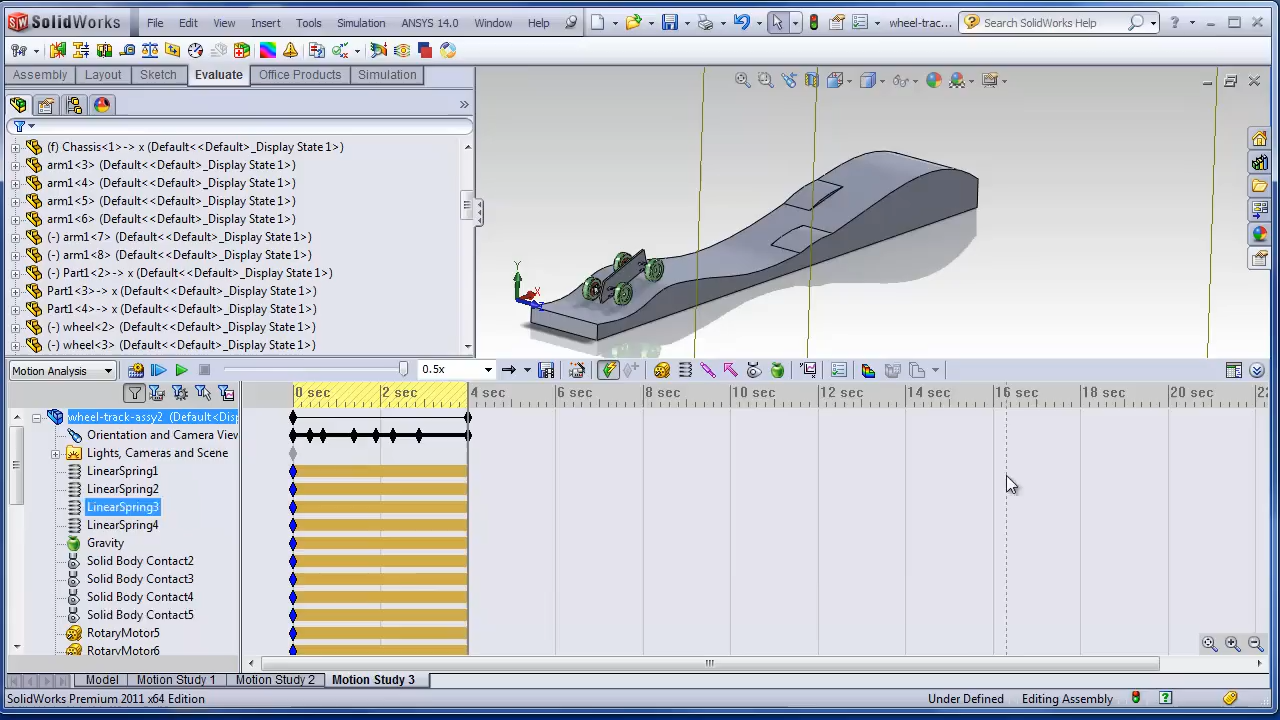 SolidWorks File Edit View Insert Tools Simulation ANSYS 14.0 Window Help wheel-trac... Search SolidWorks Help
Assembly Layout Sketch Evaluate Office Products Simulation
(f) Chassis<1>-> x (Default<<Default>_Display State 1>)
arm1<3> (Default<<Default>_Display State 1>)
arm1<4> (Default<<Default>_Display State 1>)
arm1<5> (Default<<Default>_Display State 1>)
arm1<6> (Default<<Default>_Display State 1>)
(-) arm1<7> (Default<<Default>_Display State 1>)
(-) arm1<8> (Default<<Default>_Display State 1>)
(-) Part1<2>-> x (Default<<Default>_Display State 1>)
Part1<3>-> x (Default<<Default>_Display State 1>)
Part1<4>-> x (Default<<Default>_Display State 1>)
(-) wheel<2> (Default<<Default>_Display State 1>)
(-) wheel<3> (Default<<Default>_Display State 1>)
Y
X
Z
Motion Analysis 0.5x
0 sec 2 sec 4 sec 6 sec 8 sec 10 sec 12 sec 14 sec 16 sec 18 sec 20 sec 22
wheel-track-assy2 (Default<Disp
Orientation and Camera View
Lights, Cameras and Scene
LinearSpring1
LinearSpring2
LinearSpring3
LinearSpring4
Gravity
Solid Body Contact2
Solid Body Contact3
Solid Body Contact4
Solid Body Contact5
RotaryMotor5
RotaryMotor6
Model Motion Study 1 Motion Study 2 Motion Study 3
SolidWorks Premium 2011 x64 Edition Under Defined Editing Assembly